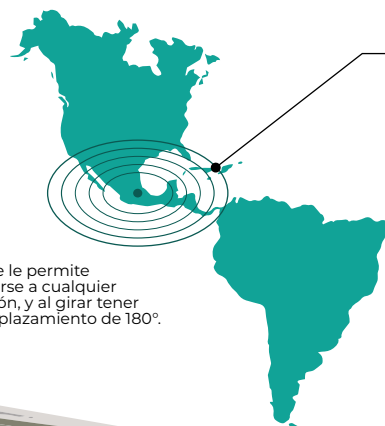 e le permite
rse a cualquier
ón, y al girar tener
plazamiento de 180°.